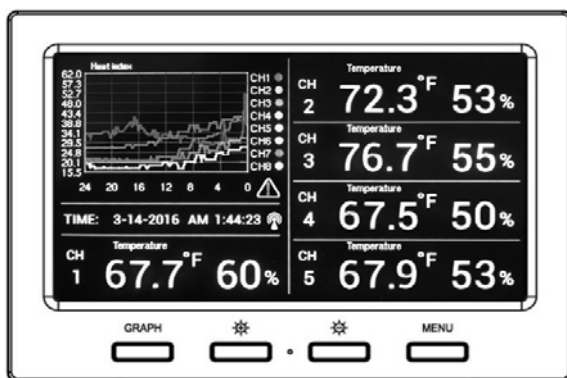 Heat index
62.0
57.3
52.7
48.0
43.4
38.8
34.1
29.5
24.8
20.1
15.5
CH1
CH2
CH3
CH4
CH5
CH6
CH7
CH8
24 20 16 12 8 4 0
TIME: 3-14-2016 AM 1:44:23
Temperature
CH 1 67.7°F 60%
Temperature
CH 2 72.3°F 53%
Temperature
CH 3 76.7°F 55%
Temperature
CH 4 67.5°F 50%
Temperature
CH 5 67.9°F 53%
GRAPH MENU